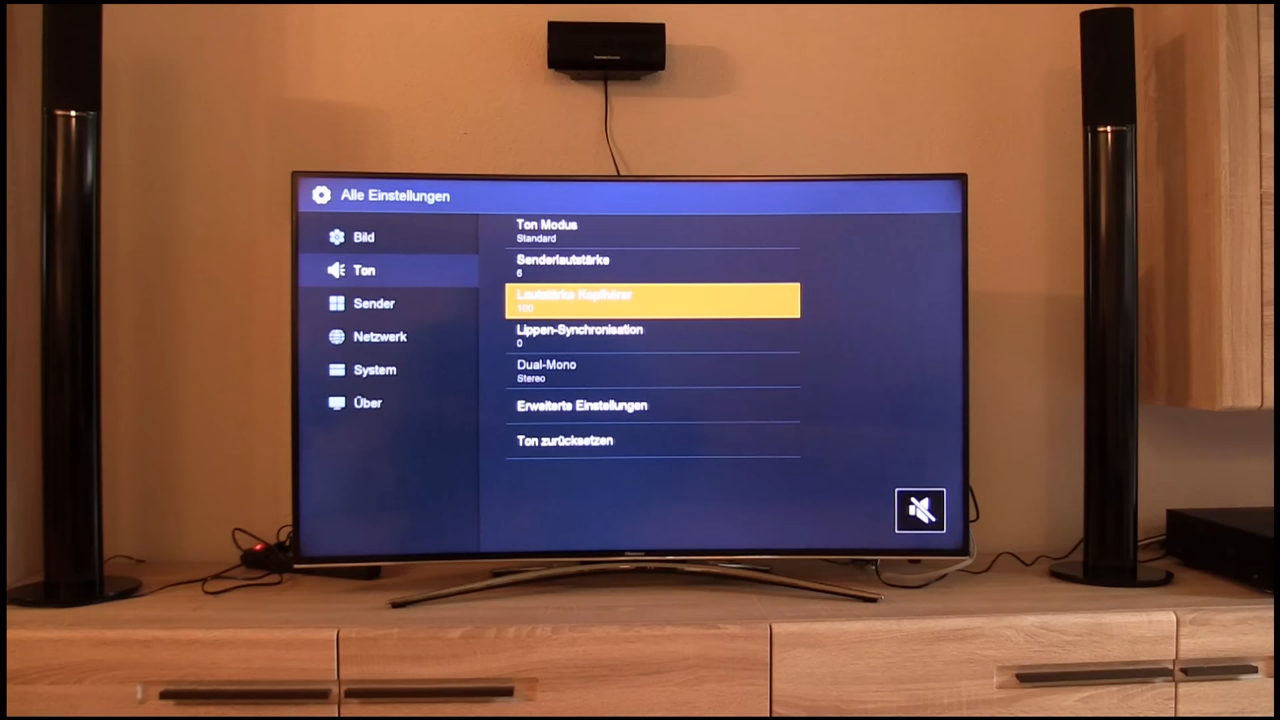 Alle Einstellungen
Bild
Ton
Sender
Netzwerk
System
Über
Ton Modus
Standard
Senderlautstärke
6
Lautstärke Kopfhörer
100
Lippen-Synchronisation
0
Dual-Mono
Stereo
Erweiterte Einstellungen
Ton zurücksetzen
Hisense